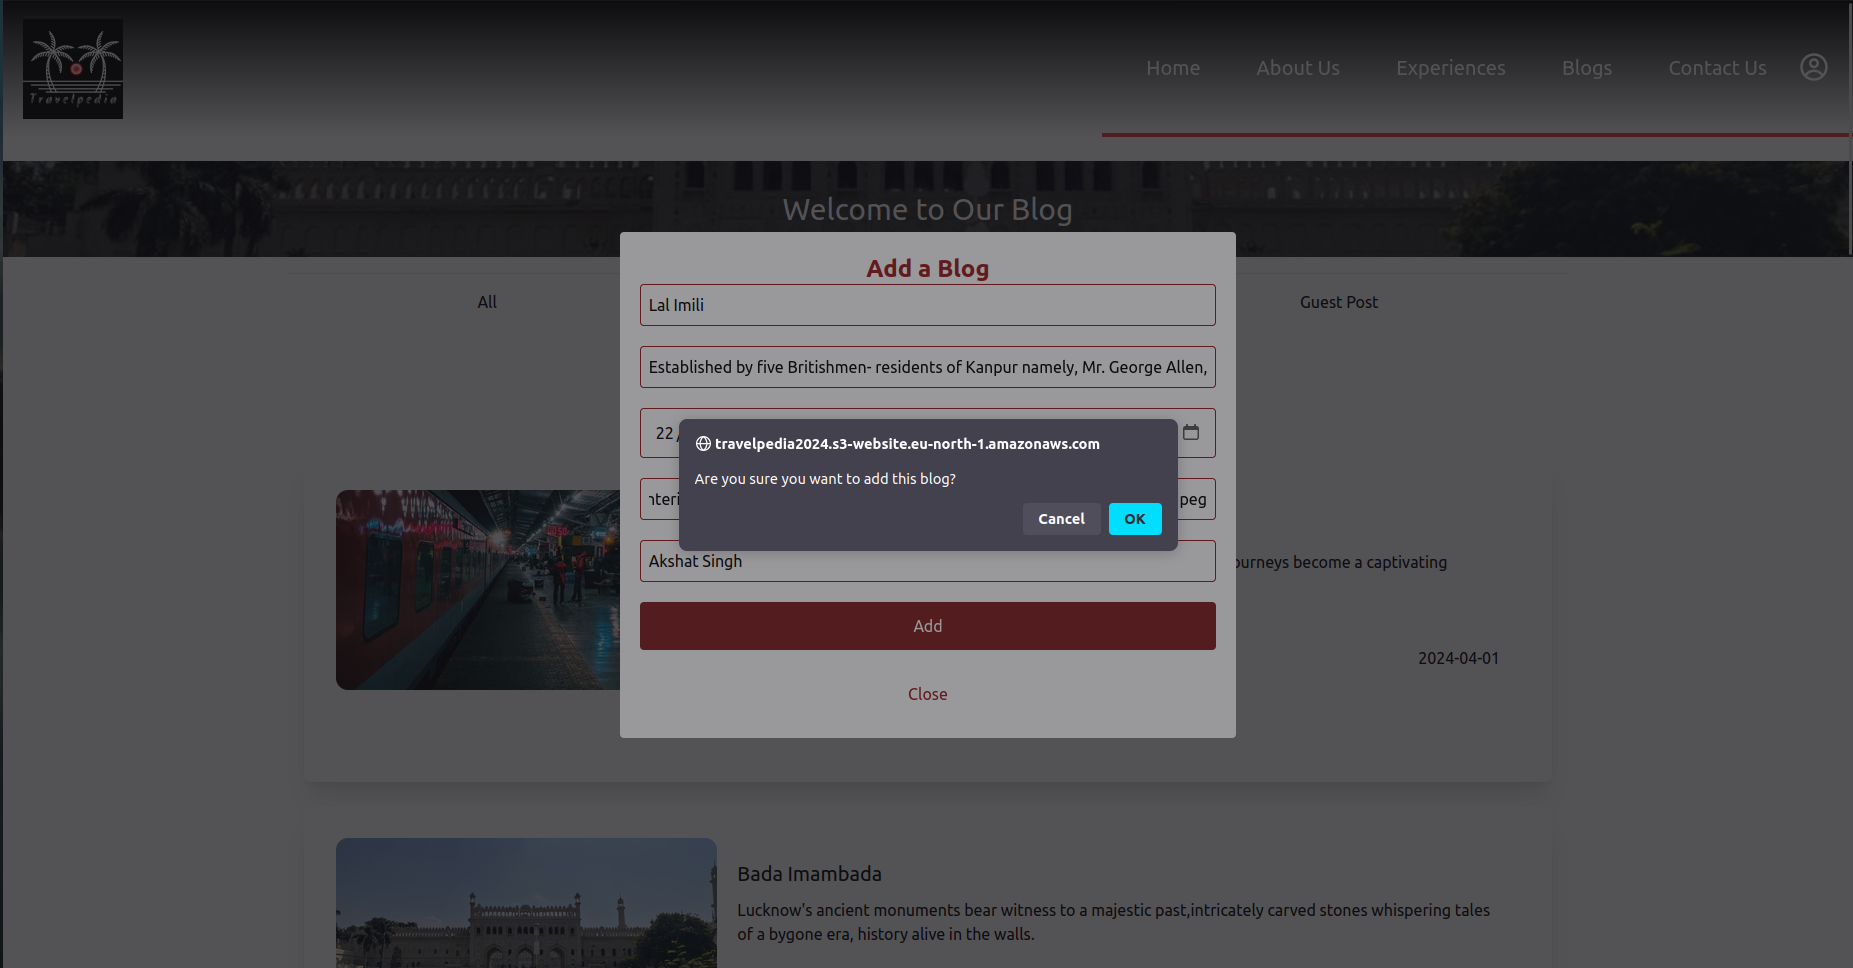 Travelpedia
Home About Us Experiences Blogs Contact Us
Welcome to Our Blog
All Guest Post
Add a Blog
Lal Imili
Established by five Britishmen- residents of Kanpur namely, Mr. George Allen,
22
travelpedia2024.s3-website.eu-north-1.amazonaws.com
Are you sure you want to add this blog?
Cancel OK
Akshat Singh
Add
Close
become a captivating
2024-04-01
Bada Imambada
Lucknow's ancient monuments bear witness to a majestic past,intricately carved stones whispering tales
of a bygone era, history alive in the walls.